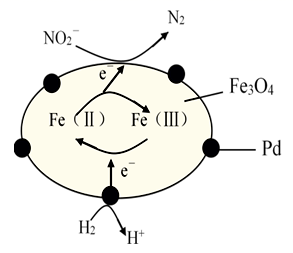 N₂
NO₂⁻
e⁻
Fe₃O₄
Fe（Ⅱ） Fe（Ⅲ）
Pd
e⁻
H₂
H⁺